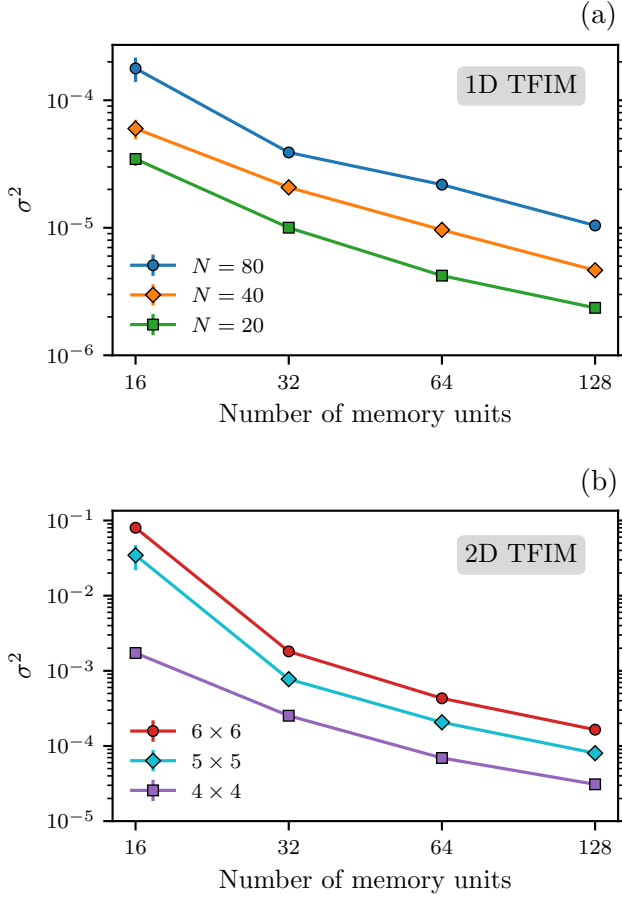 (a)
1D TFIM
10⁻⁴
10⁻⁵
10⁻⁶
σ²
N = 80
N = 40
N = 20
16 32 64 128
Number of memory units
(b)
2D TFIM
10⁻¹
10⁻²
10⁻³
10⁻⁴
10⁻⁵
σ²
6 × 6
5 × 5
4 × 4
16 32 64 128
Number of memory units